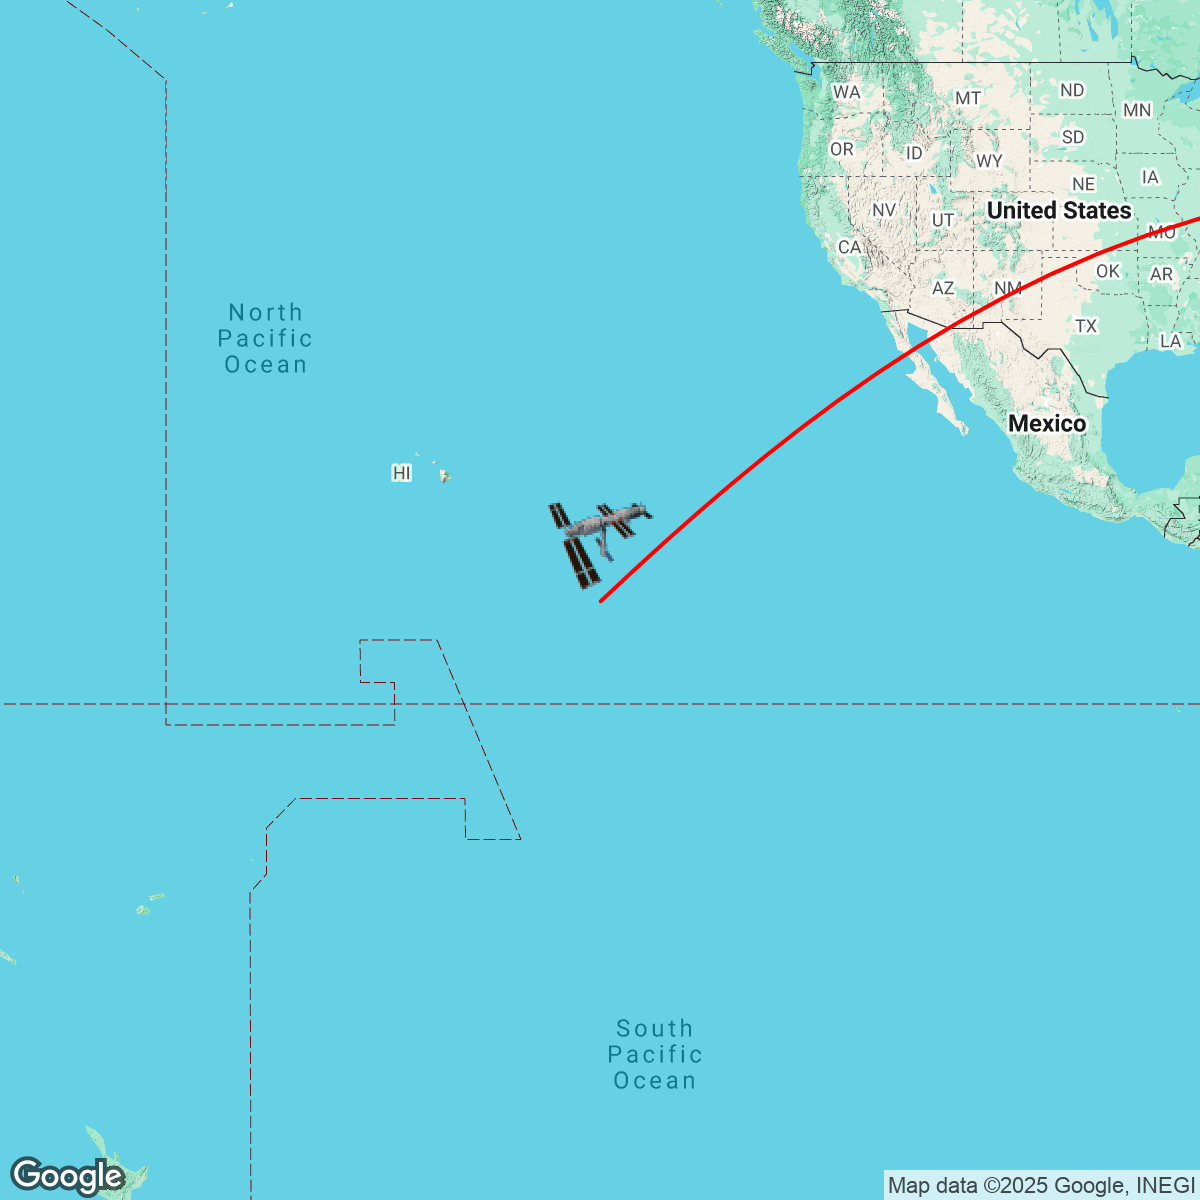 WA
MT
ND
MN
OR
ID
SD
WY
NE
IA
NV
UT
United States
CA
MO
OK
AR
AZ
NM
TX
LA
North
Pacific
Ocean
Mexico
HI
South
Pacific
Ocean
Google
Map data ©2025 Google, INEGI